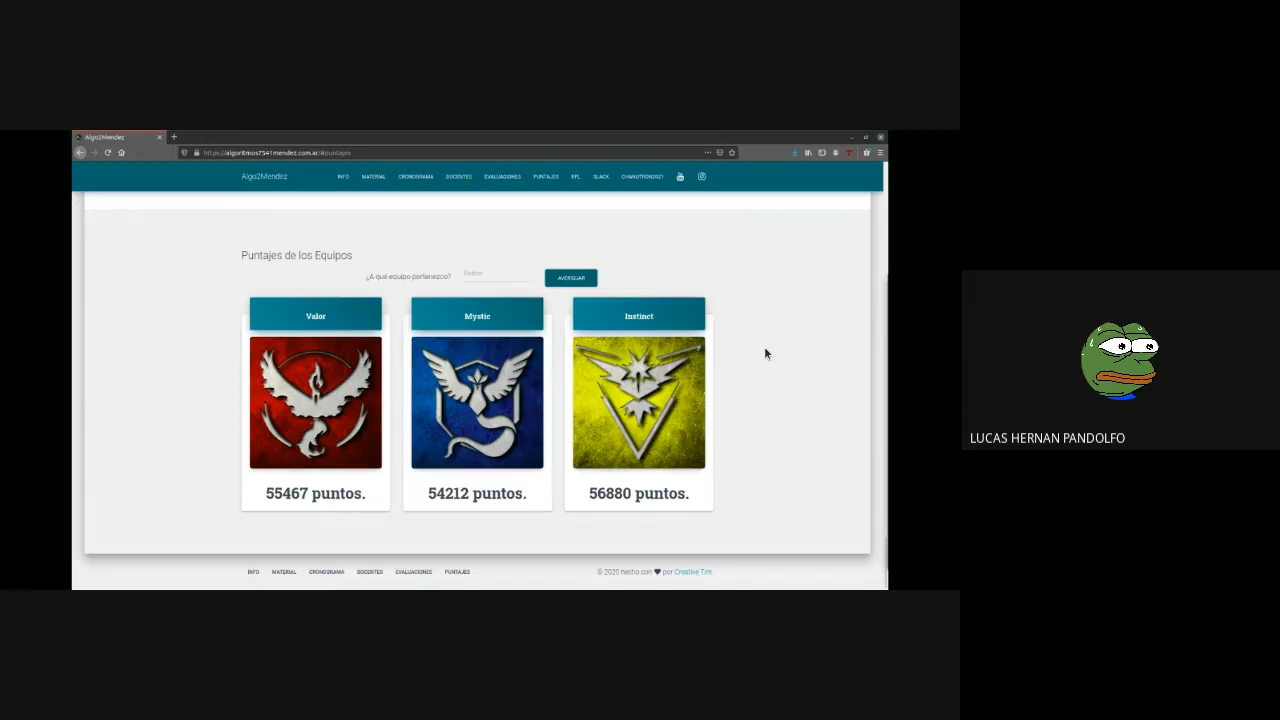 Algo2Mendez
https://algoritmos7541mendez.com.ar/#puntajes
Algo2Mendez
INFO MATERIAL CRONOGRAMA DOCENTES EVALUACIONES PUNTAJES RPL SLACK CHANUTRON2021
Puntajes de los Equipos
¿A qué equipo pertenezco? Padron AVERIGUAR
Valor Mystic Instinct
55467 puntos. 54212 puntos. 56880 puntos.
INFO MATERIAL CRONOGRAMA DOCENTES EVALUACIONES PUNTAJES
© 2020 hecho con por Creative Tim.
LUCAS HERNAN PANDOLFO